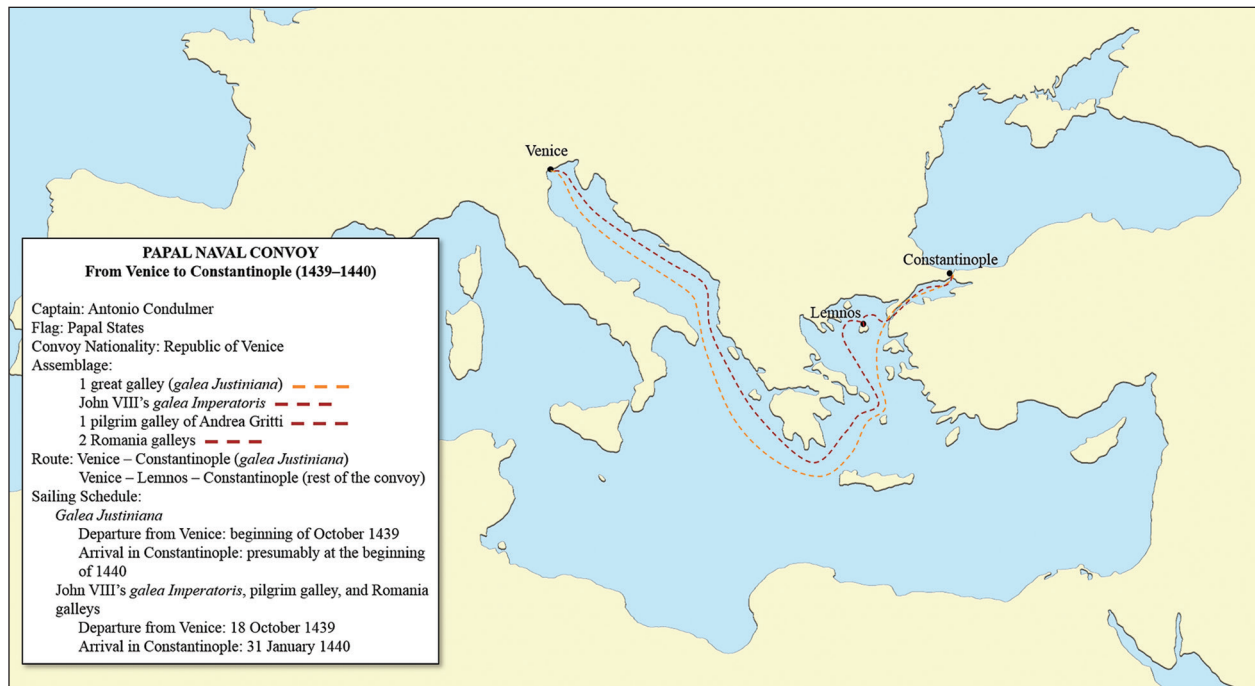 Venice
Constantinople
Lemnos
PAPAL NAVAL CONVOY
From Venice to Constantinople (1439–1440)
Captain: Antonio Condulmer
Flag: Papal States
Convoy Nationality: Republic of Venice
Assemblage:
1 great galley (galea Justiniana)
John VIII’s galea Imperatoris
1 pilgrim galley of Andrea Gritti
2 Romania galleys
Route: Venice – Constantinople (galea Justiniana)
Venice – Lemnos – Constantinople (rest of the convoy)
Sailing Schedule:
Galea Justiniana
Departure from Venice: beginning of October 1439
Arrival in Constantinople: presumably at the beginning
of 1440
John VIII’s galea Imperatoris, pilgrim galley, and Romania
galleys
Departure from Venice: 18 October 1439
Arrival in Constantinople: 31 January 1440